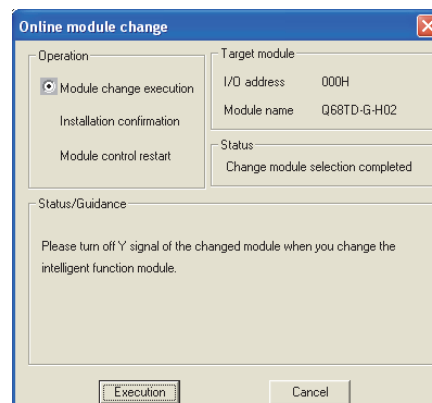 Online module change
Operation
Module change execution
Installation confirmation
Module control restart
Target module
I/O address 000H
Module name Q68TD-G-H02
Status
Change module selection completed
Status/Guidance
Please turn off Y signal of the changed module when you change the
intelligent function module.
Execution Cancel